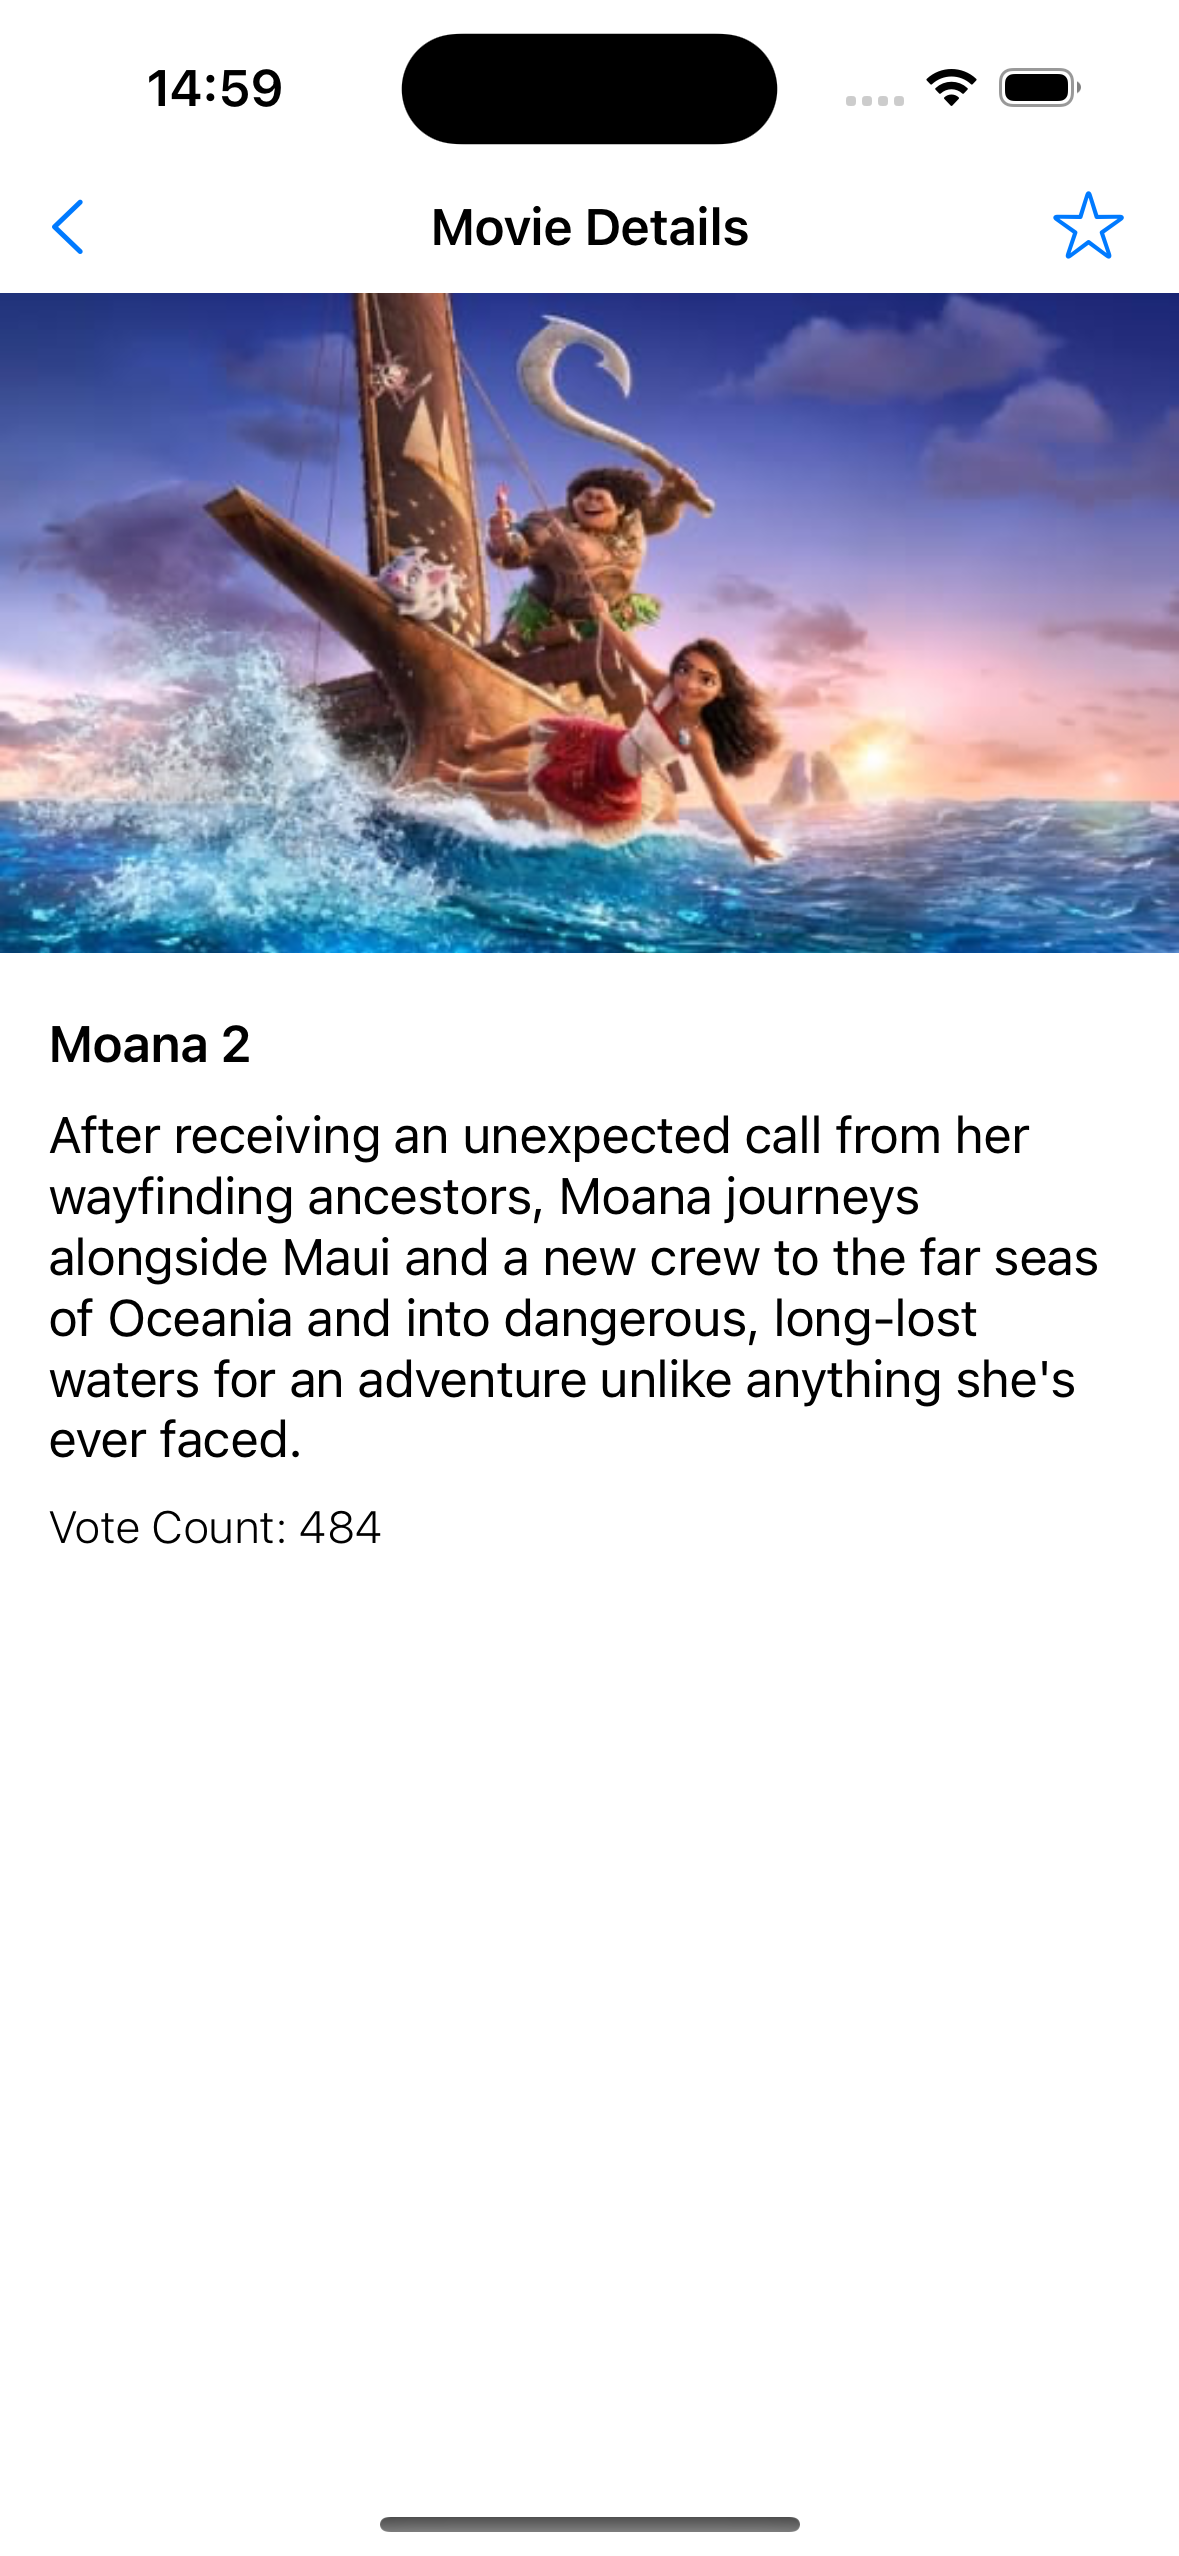 14:59
Movie Details
Moana 2
After receiving an unexpected call from her
wayfinding ancestors, Moana journeys
alongside Maui and a new crew to the far seas
of Oceania and into dangerous, long-lost
waters for an adventure unlike anything she's
ever faced.
Vote Count: 484